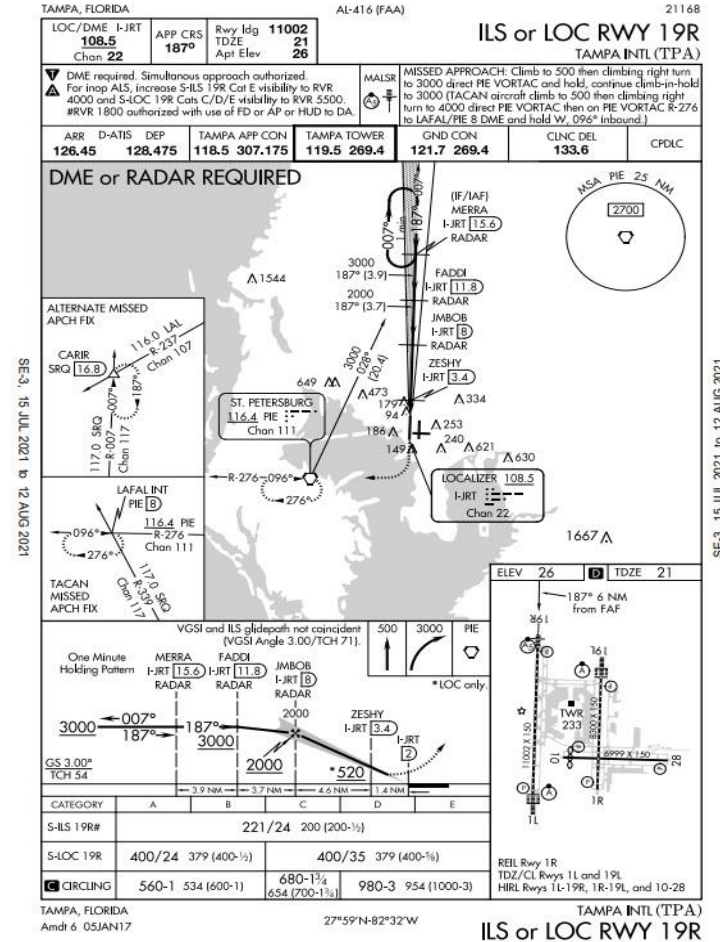 TAMPA, FLORIDA
AL-416 (FAA)
21168
LOC/DME I-JRT
108.5
Chan 22
APP CRS
187°
Rwy ldg 11002
TDZE 21
Apt Elev 26
ILS or LOC RWY 19R
TAMPA INTL (TPA)
DME required. Simultaneous approach authorized.
For inop ALS, increase S-ILS 19R Cat E visibility to RVR
4000 and S-LOC 19R Cats C/D/E visibility to RVR 5500.
#RVR 1800 authorized with use of FD or AP or HUD to DA.
MALSR
MISSED APPROACH: Climb to 500 then climbing right turn
to 3000 direct PIE VORTAC and hold, continue climb-in-hold
to 3000 (TACAN aircraft climb to 500 then climbing right
turn to 4000 direct PIE VORTAC then on PIE VORTAC R-276
to LAFAL/PIE 8 DME and hold W, 096° inbound.)
ARR D-ATIS DEP
126.45 128.475
TAMPA APP CON
118.5 307.175
TAMPA TOWER
119.5 269.4
GND CON
121.7 269.4
CLNC DEL
133.6
CPDLC
DME or RADAR REQUIRED
MSA PIE 25 NM
2700
007°
187°
007°
1 min
(IF/IAF)
MERRA
I-JRT 15.6
RADAR
3000
187° (3.9)
FADDI
I-JRT 11.8
RADAR
2000
187° (3.7)
JMBOB
I-JRT 8
RADAR
ZESHY
I-JRT 3.4
1544
3000
028°
(20.4)
649
473
179
94
334
186
253
240
149
621
630
1667
ST. PETERSBURG
116.4 PIE
Chan 111
R-276
096°
276°
LOCALIZER 108.5
I-JRT
Chan 22
ALTERNATE MISSED
APCH FIX
CARIR
SRQ 16.8
116.0 LAL
R-237
Chan 107
007°
187°
117.0 SRQ
R-007
Chan 117
LAFAL INT
PIE 8
116.4 PIE
R-276
Chan 111
096°
276°
117.0 SRQ
R-339
Chan 117
TACAN
MISSED
APCH FIX
SE-3, 15 JUL 2021 to 12 AUG 2021
SE-3, 15 JUL 2021 to 12 AUG 2021
ELEV 26
D
TDZE 21
187° 6 NM
from FAF
19R
19L
TWR
233
11002 X 150
8300 X 150
6999 X 150
10
28
1L
1R
REIL Rwy 1R
TDZ/CL Rwys 1L and 19L
HIRL Rwys 1L-19R, 1R-19L, and 10-28
VGSI and ILS glidepath not coincident
(VGSI Angle 3.00/TCH 71).
500
3000
PIE
*LOC only.
One Minute
Holding Pattern
MERRA
I-JRT 15.6
RADAR
FADDI
I-JRT 11.8
RADAR
JMBOB
I-JRT 8
RADAR
ZESHY
I-JRT 3.4
I-JRT
2
3000
007°
187°
187°
3000
2000
2000
*520
GS 3.00°
TCH 54
3.9 NM
3.7 NM
4.6 NM
1.4 NM
CATEGORY A B C D E
S-ILS 19R# 221/24 200 (200-½)
S-LOC 19R 400/24 379 (400-½) 400/35 379 (400-⅝)
C CIRCLING 560-1 534 (600-1) 680-1¾ 654 (700-1¾) 980-3 954 (1000-3)
TAMPA, FLORIDA
Amdt 6 05JAN17
27°59'N-82°32'W
TAMPA INTL (TPA)
ILS or LOC RWY 19R